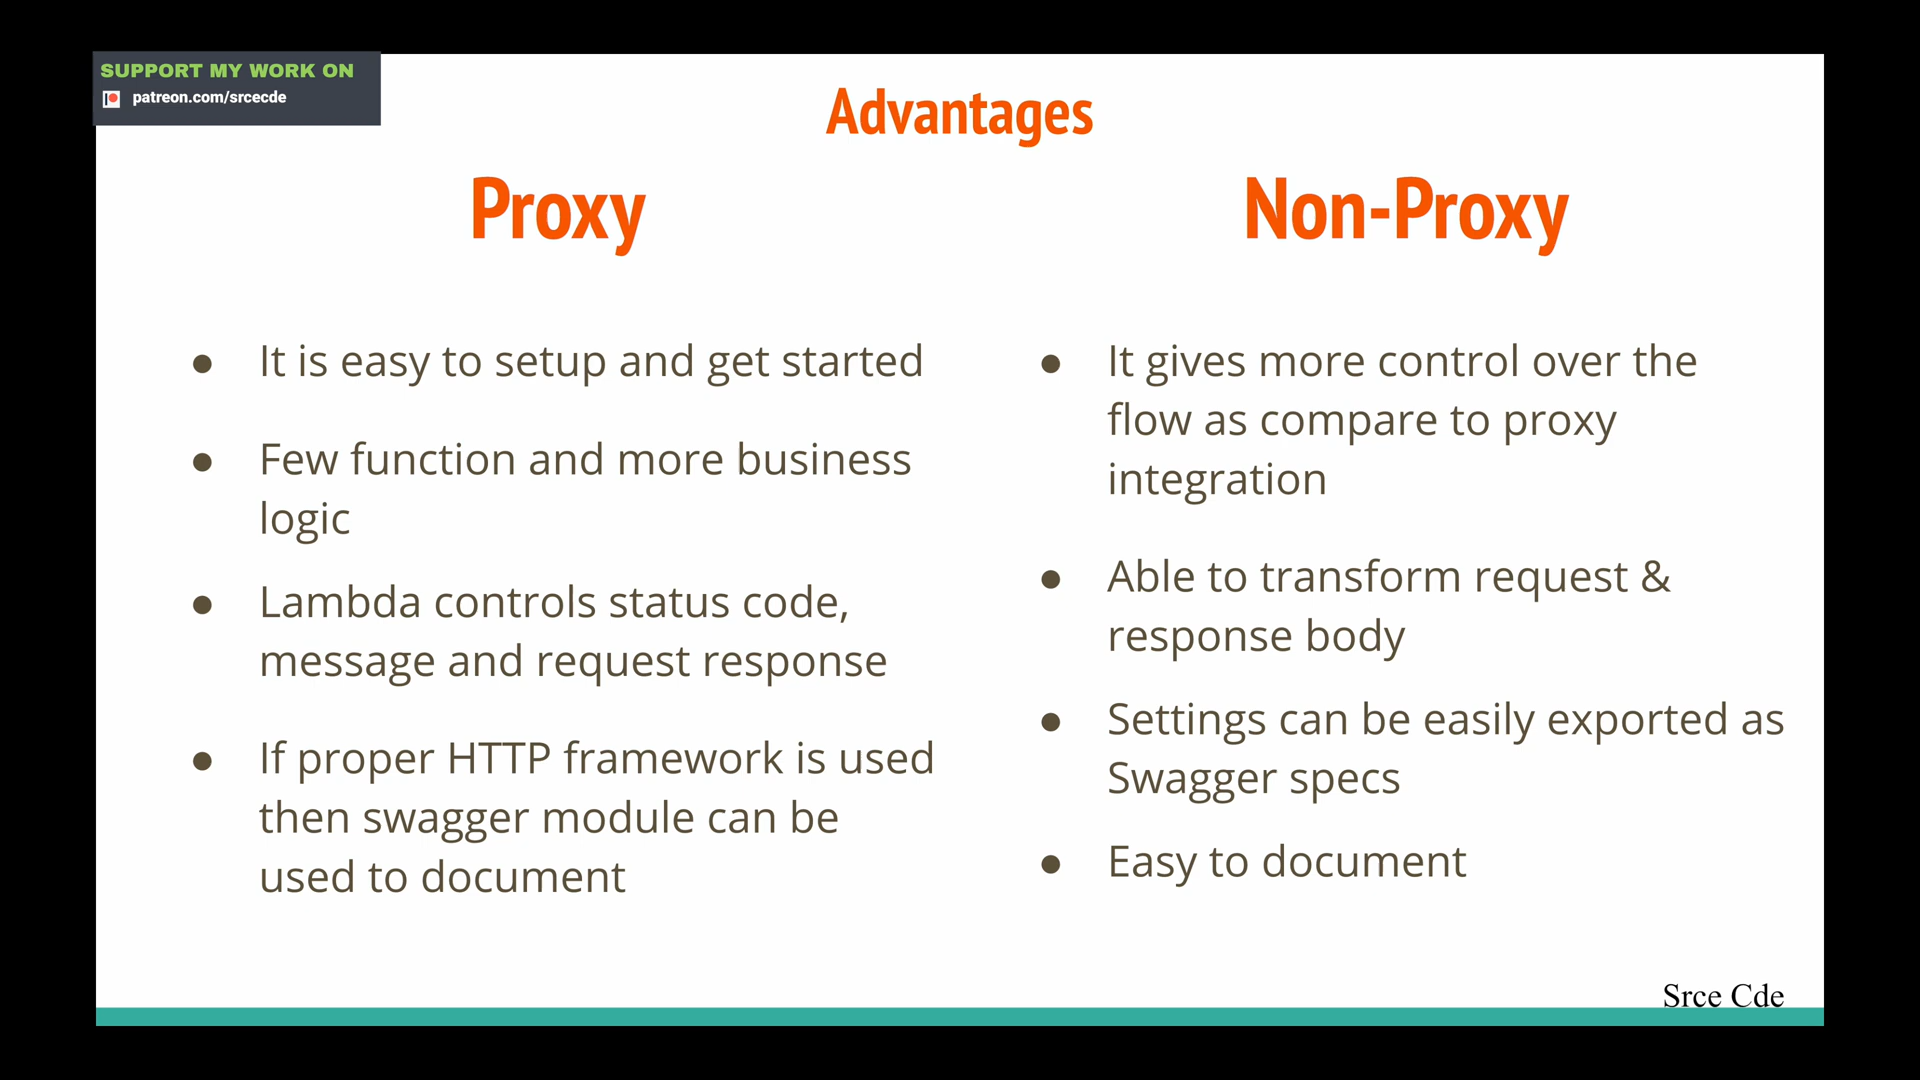 SUPPORT MY WORK ON
patreon.com/srcecde
Advantages
Proxy
● It is easy to setup and get started
● Few function and more business
logic
● Lambda controls status code,
message and request response
● If proper HTTP framework is used
then swagger module can be
used to document
Non-Proxy
● It gives more control over the
flow as compare to proxy
integration
● Able to transform request &
response body
● Settings can be easily exported as
Swagger specs
● Easy to document
Srce Cde